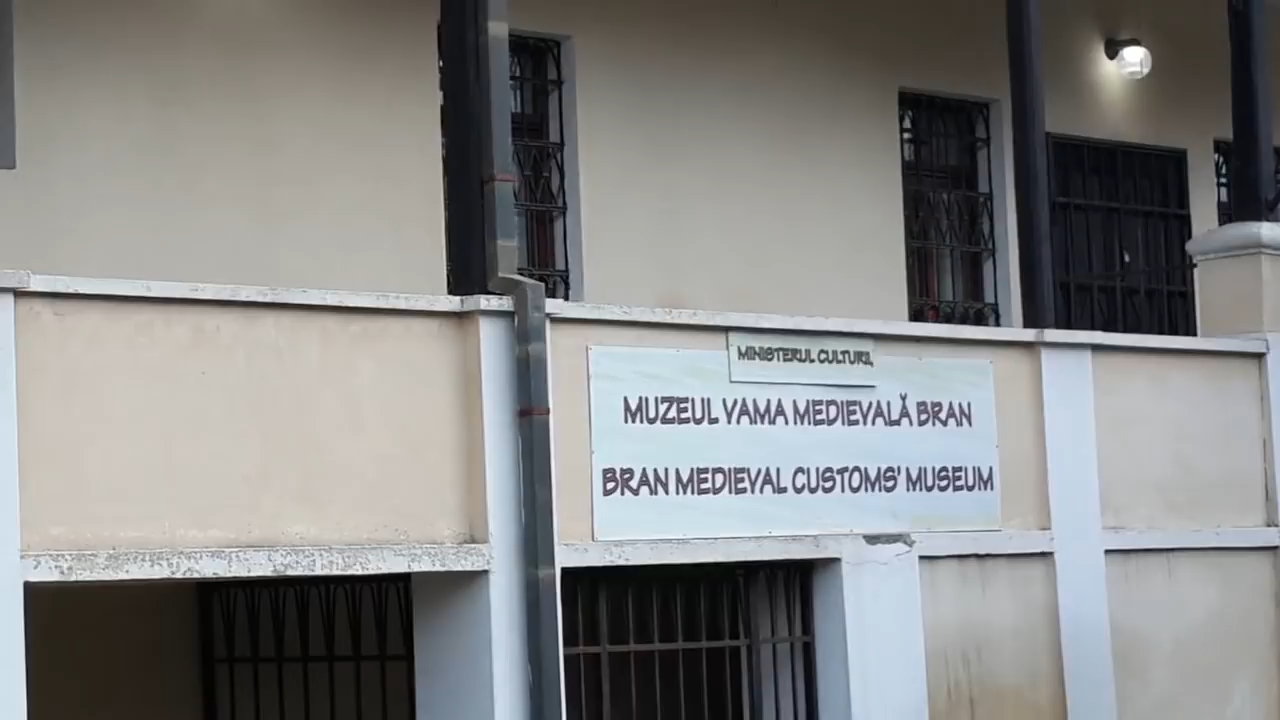 MINISTERUL CULTURII,
MUZEUL VAMA MEDIEVALĂ BRAN
BRAN MEDIEVAL CUSTOMS' MUSEUM